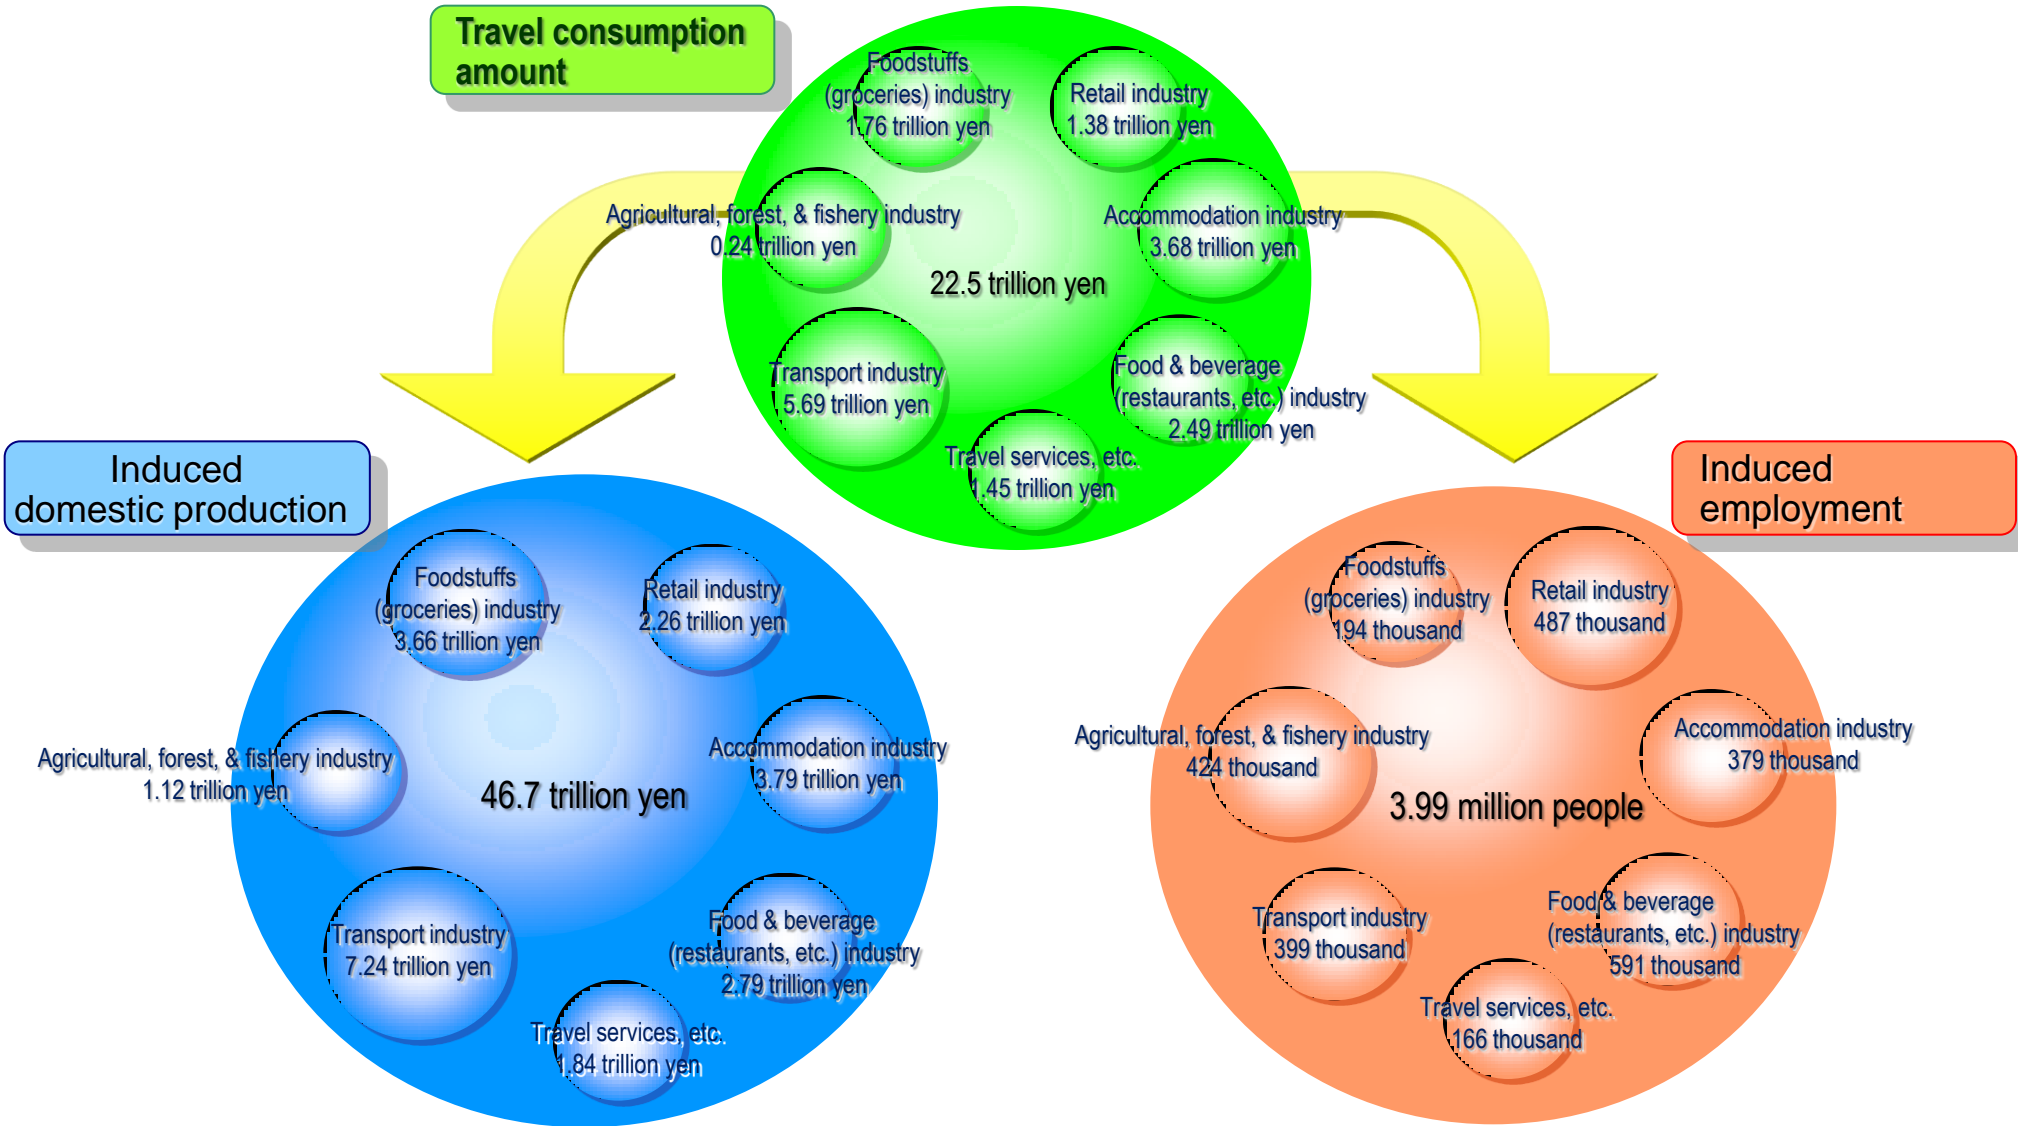 Travel consumption
amount
Foodstuffs
(groceries) industry
1.76 trillion yen
Retail industry
1.38 trillion yen
Agricultural, forest, & fishery industry
0.24 trillion yen
Accommodation industry
3.68 trillion yen
22.5 trillion yen
Transport industry
5.69 trillion yen
Food & beverage
(restaurants, etc.) industry
2.49 trillion yen
Travel services, etc.
1.45 trillion yen
Induced
domestic production
Foodstuffs
(groceries) industry
3.66 trillion yen
Retail industry
2.26 trillion yen
Agricultural, forest, & fishery industry
1.12 trillion yen
Accommodation industry
3.79 trillion yen
46.7 trillion yen
Transport industry
7.24 trillion yen
Food & beverage
(restaurants, etc.) industry
2.79 trillion yen
Travel services, etc.
1.84 trillion yen
Induced
employment
Foodstuffs
(groceries) industry
194 thousand
Retail industry
487 thousand
Agricultural, forest, & fishery industry
424 thousand
Accommodation industry
379 thousand
3.99 million people
Transport industry
399 thousand
Food & beverage
(restaurants, etc.) industry
591 thousand
Travel services, etc.
166 thousand